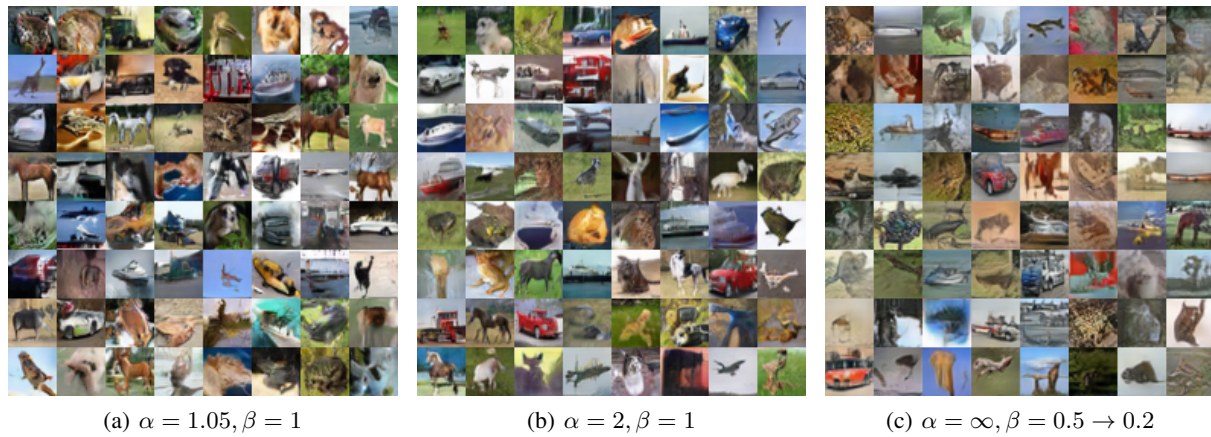 (a) α = 1.05, β = 1
(b) α = 2, β = 1
(c) α = ∞, β = 0.5 → 0.2